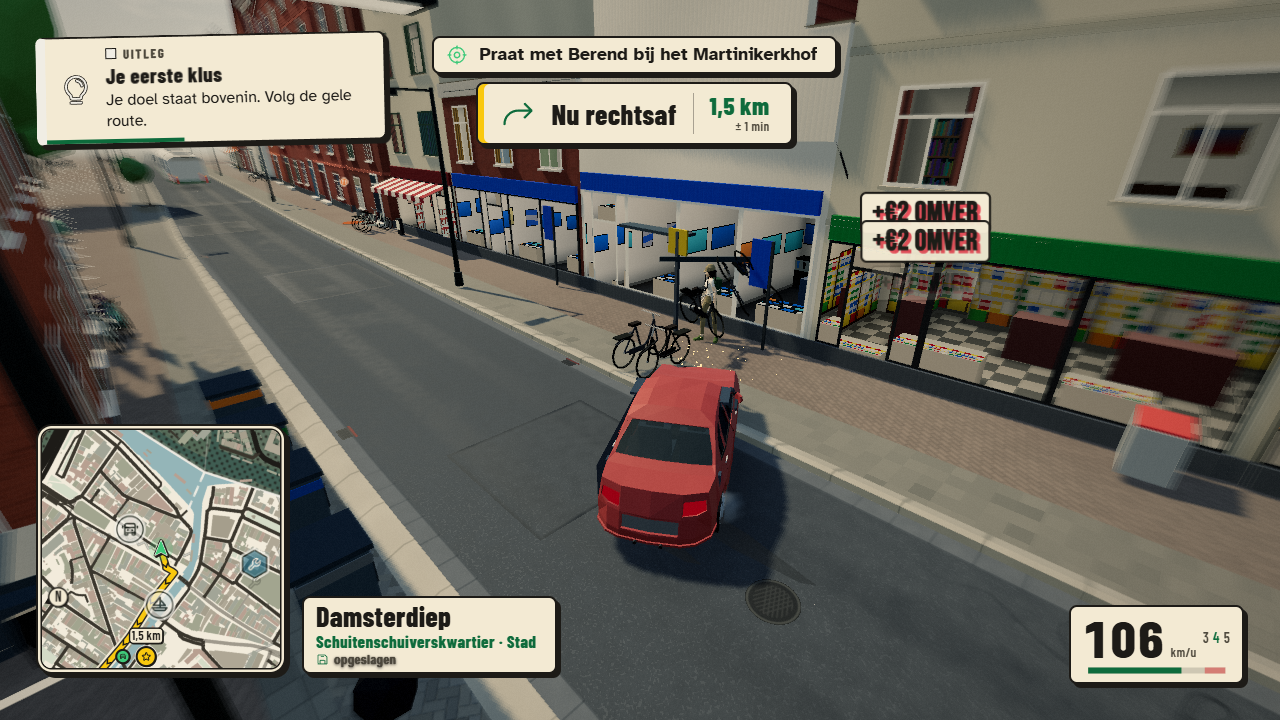 UITLEG
Je eerste klus
Je doel staat bovenin. Volg de gele
route.
Praat met Berend bij het Martinikerkhof
Nu rechtsaf
1,5 km
± 1 min
+€2 OMVER
+€2 OMVER
N
1,5 km
Damsterdiep
Schuitenschuiverskwartier · Stad
opgeslagen
106
km/u
3 4 5